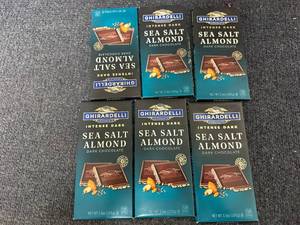 GHIRARDELLI
INTENSE DARK
SEA SALT
ALMOND
DARK CHOCOLATE
GHIRARDELLI
INTENSE DARK
SEA SALT
ALMOND
DARK CHOCOLATE
GHIRARDELLI
INTENSE DARK
SEA SALT
ALMOND
DARK CHOCOLATE
GHIRARDELLI
INTENSE DARK
SEA SALT
ALMOND
DARK CHOCOLATE
GHIRARDELLI
INTENSE DARK
SEA SALT
ALMOND
DARK CHOCOLATE
GHIRARDELLI
INTENSE DARK
SEA SALT
ALMOND
DARK CHOCOLATE